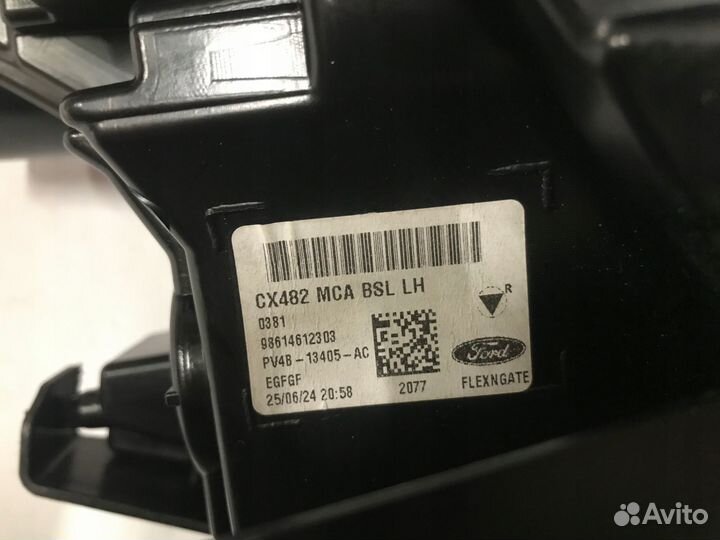 CX482 MCA BSL LH
R
0381
98614612303
PV4B-13405-AC
Ford
EGFGF
25/06/24 20:58
2077
FLEXNGATE
Avito